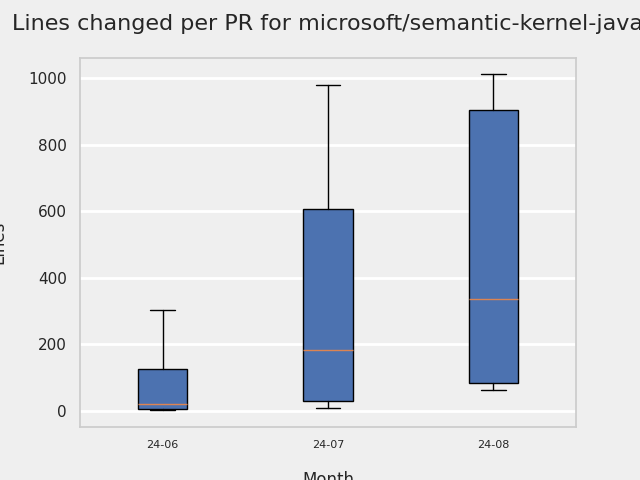 Lines changed per PR for microsoft/semantic-kernel-java
1000
800
600
400
200
0
Lines
24-06 24-07 24-08
Month